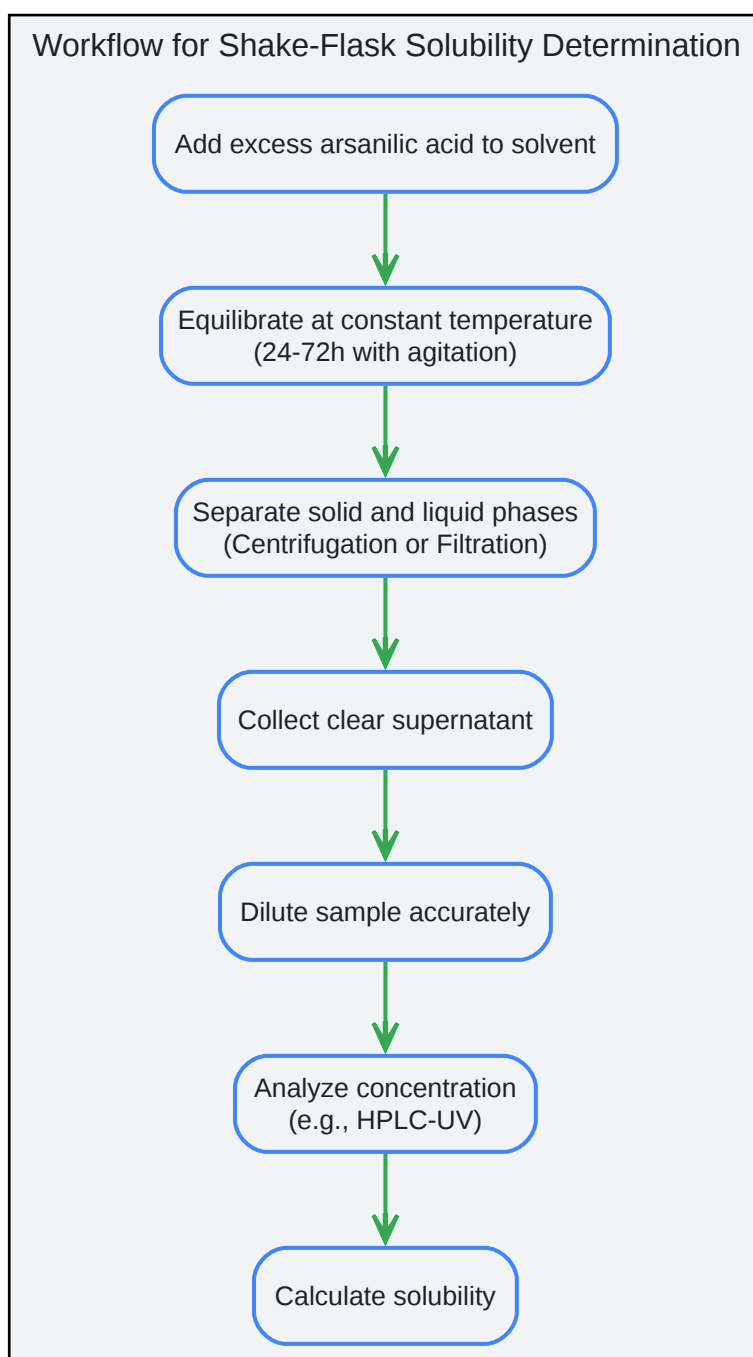 Workflow for Shake-Flask Solubility Determination
Add excess arsanilic acid to solvent
Equilibrate at constant temperature
(24-72h with agitation)
Separate solid and liquid phases
(Centrifugation or Filtration)
Collect clear supernatant
Dilute sample accurately
Analyze concentration
(e.g., HPLC-UV)
Calculate solubility